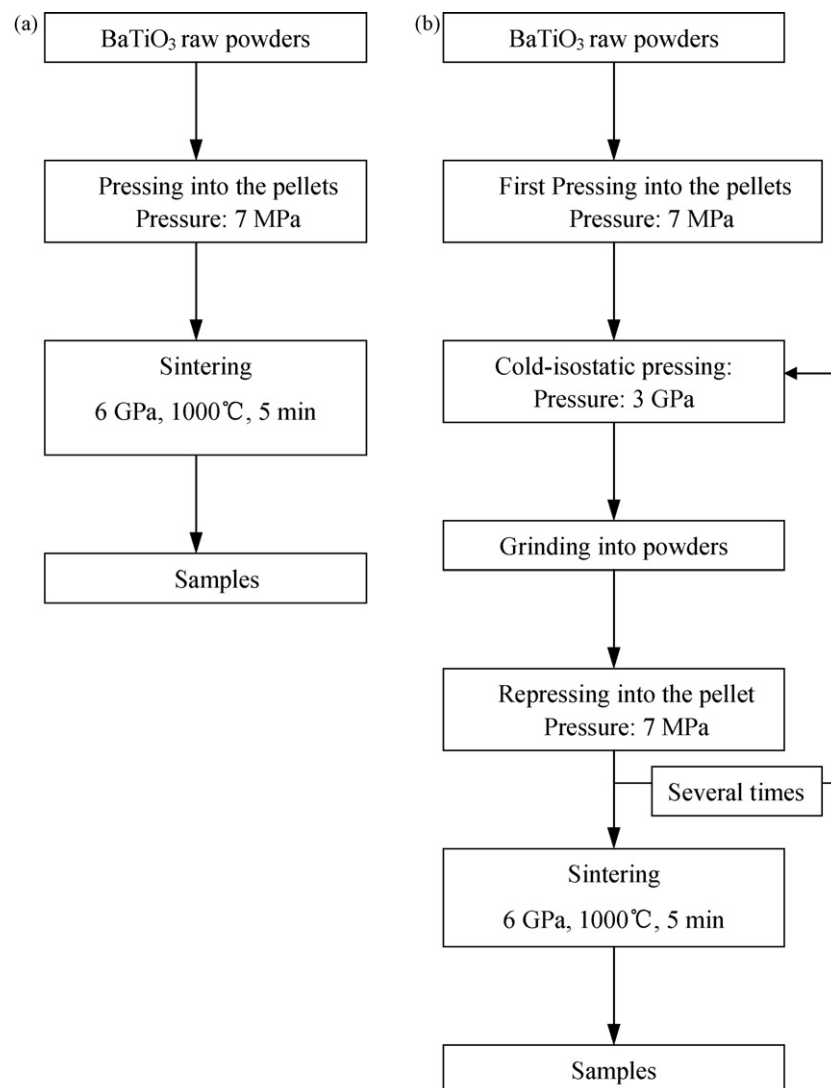 (a)
BaTiO₃ raw powders
Pressing into the pellets
Pressure: 7 MPa
Sintering
6 GPa, 1000℃, 5 min
Samples
(b)
BaTiO₃ raw powders
First Pressing into the pellets
Pressure: 7 MPa
Cold-isostatic pressing:
Pressure: 3 GPa
Grinding into powders
Repressing into the pellet
Pressure: 7 MPa
Several times
Sintering
6 GPa, 1000℃, 5 min
Samples